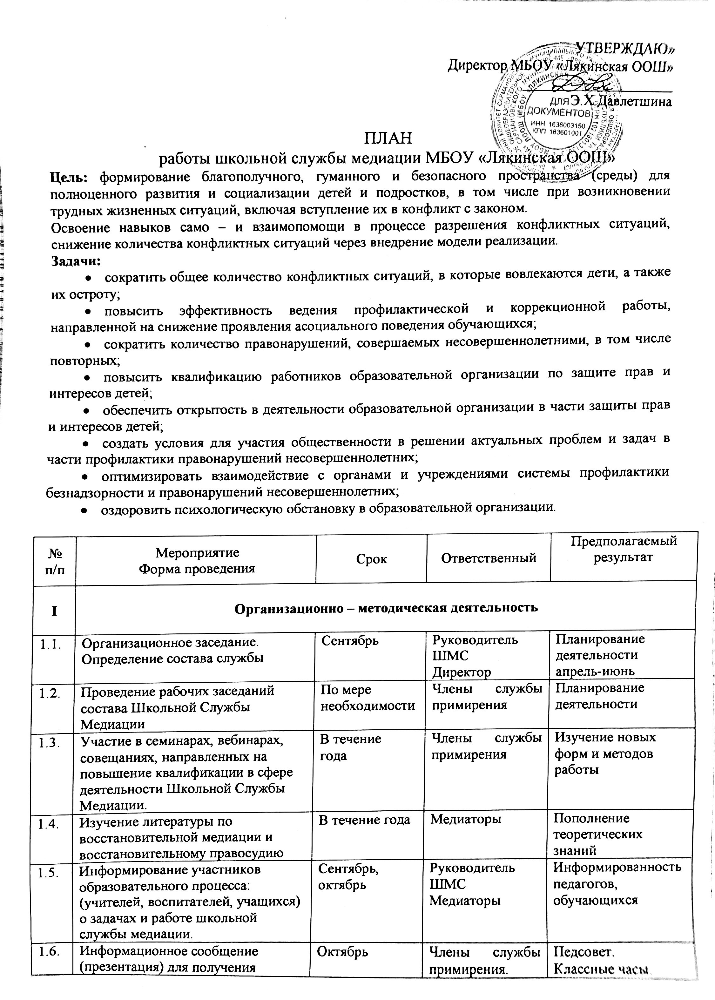 УТВЕРЖДАЮ»
Директор МБОУ «Лякинская ООШ»
Э.Х.Давлетшина
ДЛЯ
ДОКУМЕНТОВ
ИНН 1636003150
КПП 163601001
ПЛАН
работы школьной службы медиации МБОУ «Лякинская ООШ»
Цель: формирование благополучного, гуманного и безопасного пространства (среды) для
полноценного развития и социализации детей и подростков, в том числе при возникновении
трудных жизненных ситуаций, включая вступление их в конфликт с законом.
Освоение навыков само – и взаимопомощи в процессе разрешения конфликтных ситуаций,
снижение количества конфликтных ситуаций через внедрение модели реализации.
Задачи:
• сократить общее количество конфликтных ситуаций, в которые вовлекаются дети, а также
их остроту;
• повысить эффективность ведения профилактической и коррекционной работы,
направленной на снижение проявления асоциального поведения обучающихся;
• сократить количество правонарушений, совершаемых несовершеннолетними, в том числе
повторных;
• повысить квалификацию работников образовательной организации по защите прав и
интересов детей;
• обеспечить открытость в деятельности образовательной организации в части защиты прав
и интересов детей;
• создать условия для участия общественности в решении актуальных проблем и задач в
части профилактики правонарушений несовершеннолетних;
• оптимизировать взаимодействие с органами и учреждениями системы профилактики
безнадзорности и правонарушений несовершеннолетних;
• оздоровить психологическую обстановку в образовательной организации.
№
п/п
Мероприятие
Форма проведения
Срок
Ответственный
Предполагаемый
результат
I
Организационно – методическая деятельность
1.1.
Организационное заседание.
Определение состава службы
Сентябрь
Руководитель
ШМС
Директор
Планирование
деятельности
апрель-июнь
1.2.
Проведение рабочих заседаний
состава Школьной Службы
Медиации
По мере
необходимости
Члены службы
примирения
Планирование
деятельности
1.3.
Участие в семинарах, вебинарах,
совещаниях, направленных на
повышение квалификации в сфере
деятельности Школьной Службы
Медиации.
В течение
года
Члены службы
примирения
Изучение новых
форм и методов
работы
1.4.
Изучение литературы по
восстановительной медиации и
восстановительному правосудию
В течение года
Медиаторы
Пополнение
теоретических
знаний
1.5.
Информирование участников
образовательного процесса:
(учителей, воспитателей, учащихся)
о задачах и работе школьной
службы медиации.
Сентябрь,
октябрь
Руководитель
ШМС
Медиаторы
Информированность
педагогов,
обучающихся
1.6.
Информационное сообщение
(презентация) для получения
Октябрь
Члены службы
примирения.
Педсовет.
Классные часы.